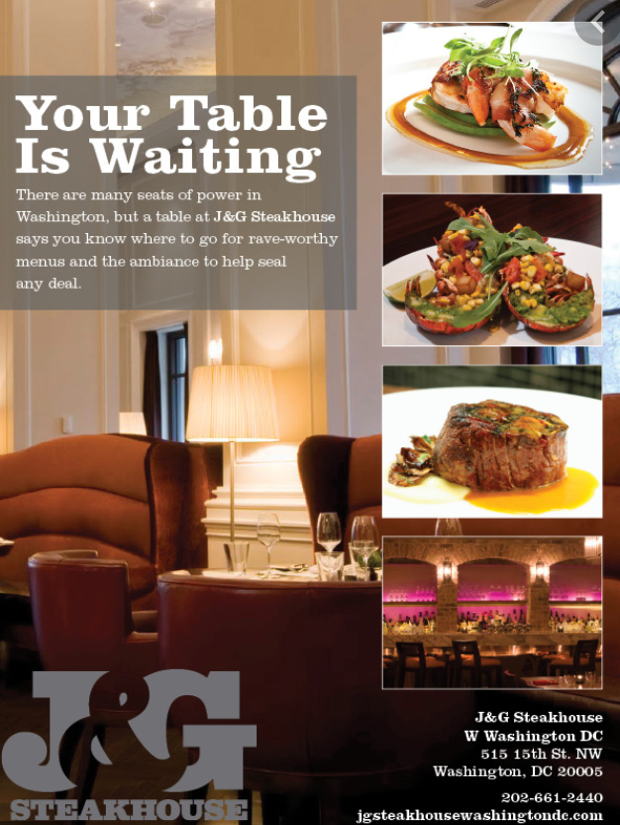 Your Table
Is Waiting
There are many seats of power in
Washington, but a table at J&G Steakhouse
says you know where to go for rave-worthy
menus and the ambiance to help seal
any deal.
J&G
STEAKHOUSE
J&G Steakhouse
W Washington DC
515 15th St. NW
Washington, DC 20005
202-661-2440
jgsteakhousewashingtondc.com